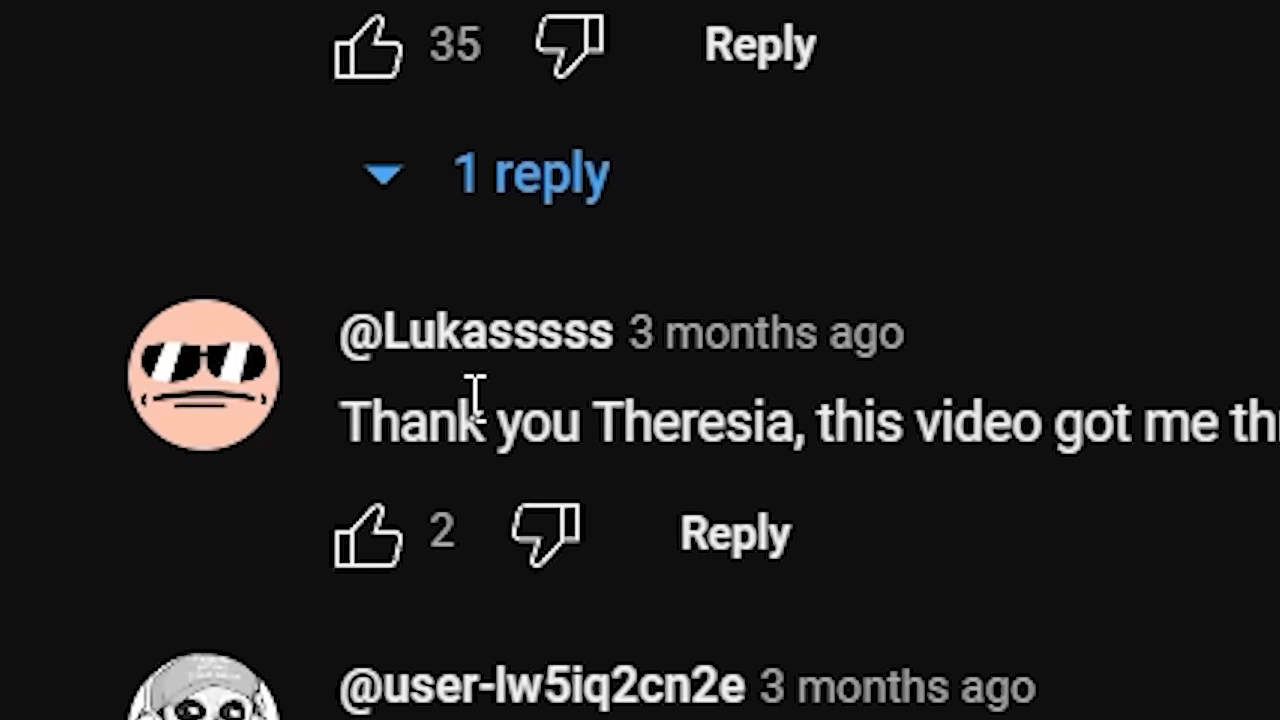 35 Reply
1 reply
@Lukasssss 3 months ago
Thank you Theresia, this video got me
2 Reply
@user-lw5iq2cn2e 3 months ago